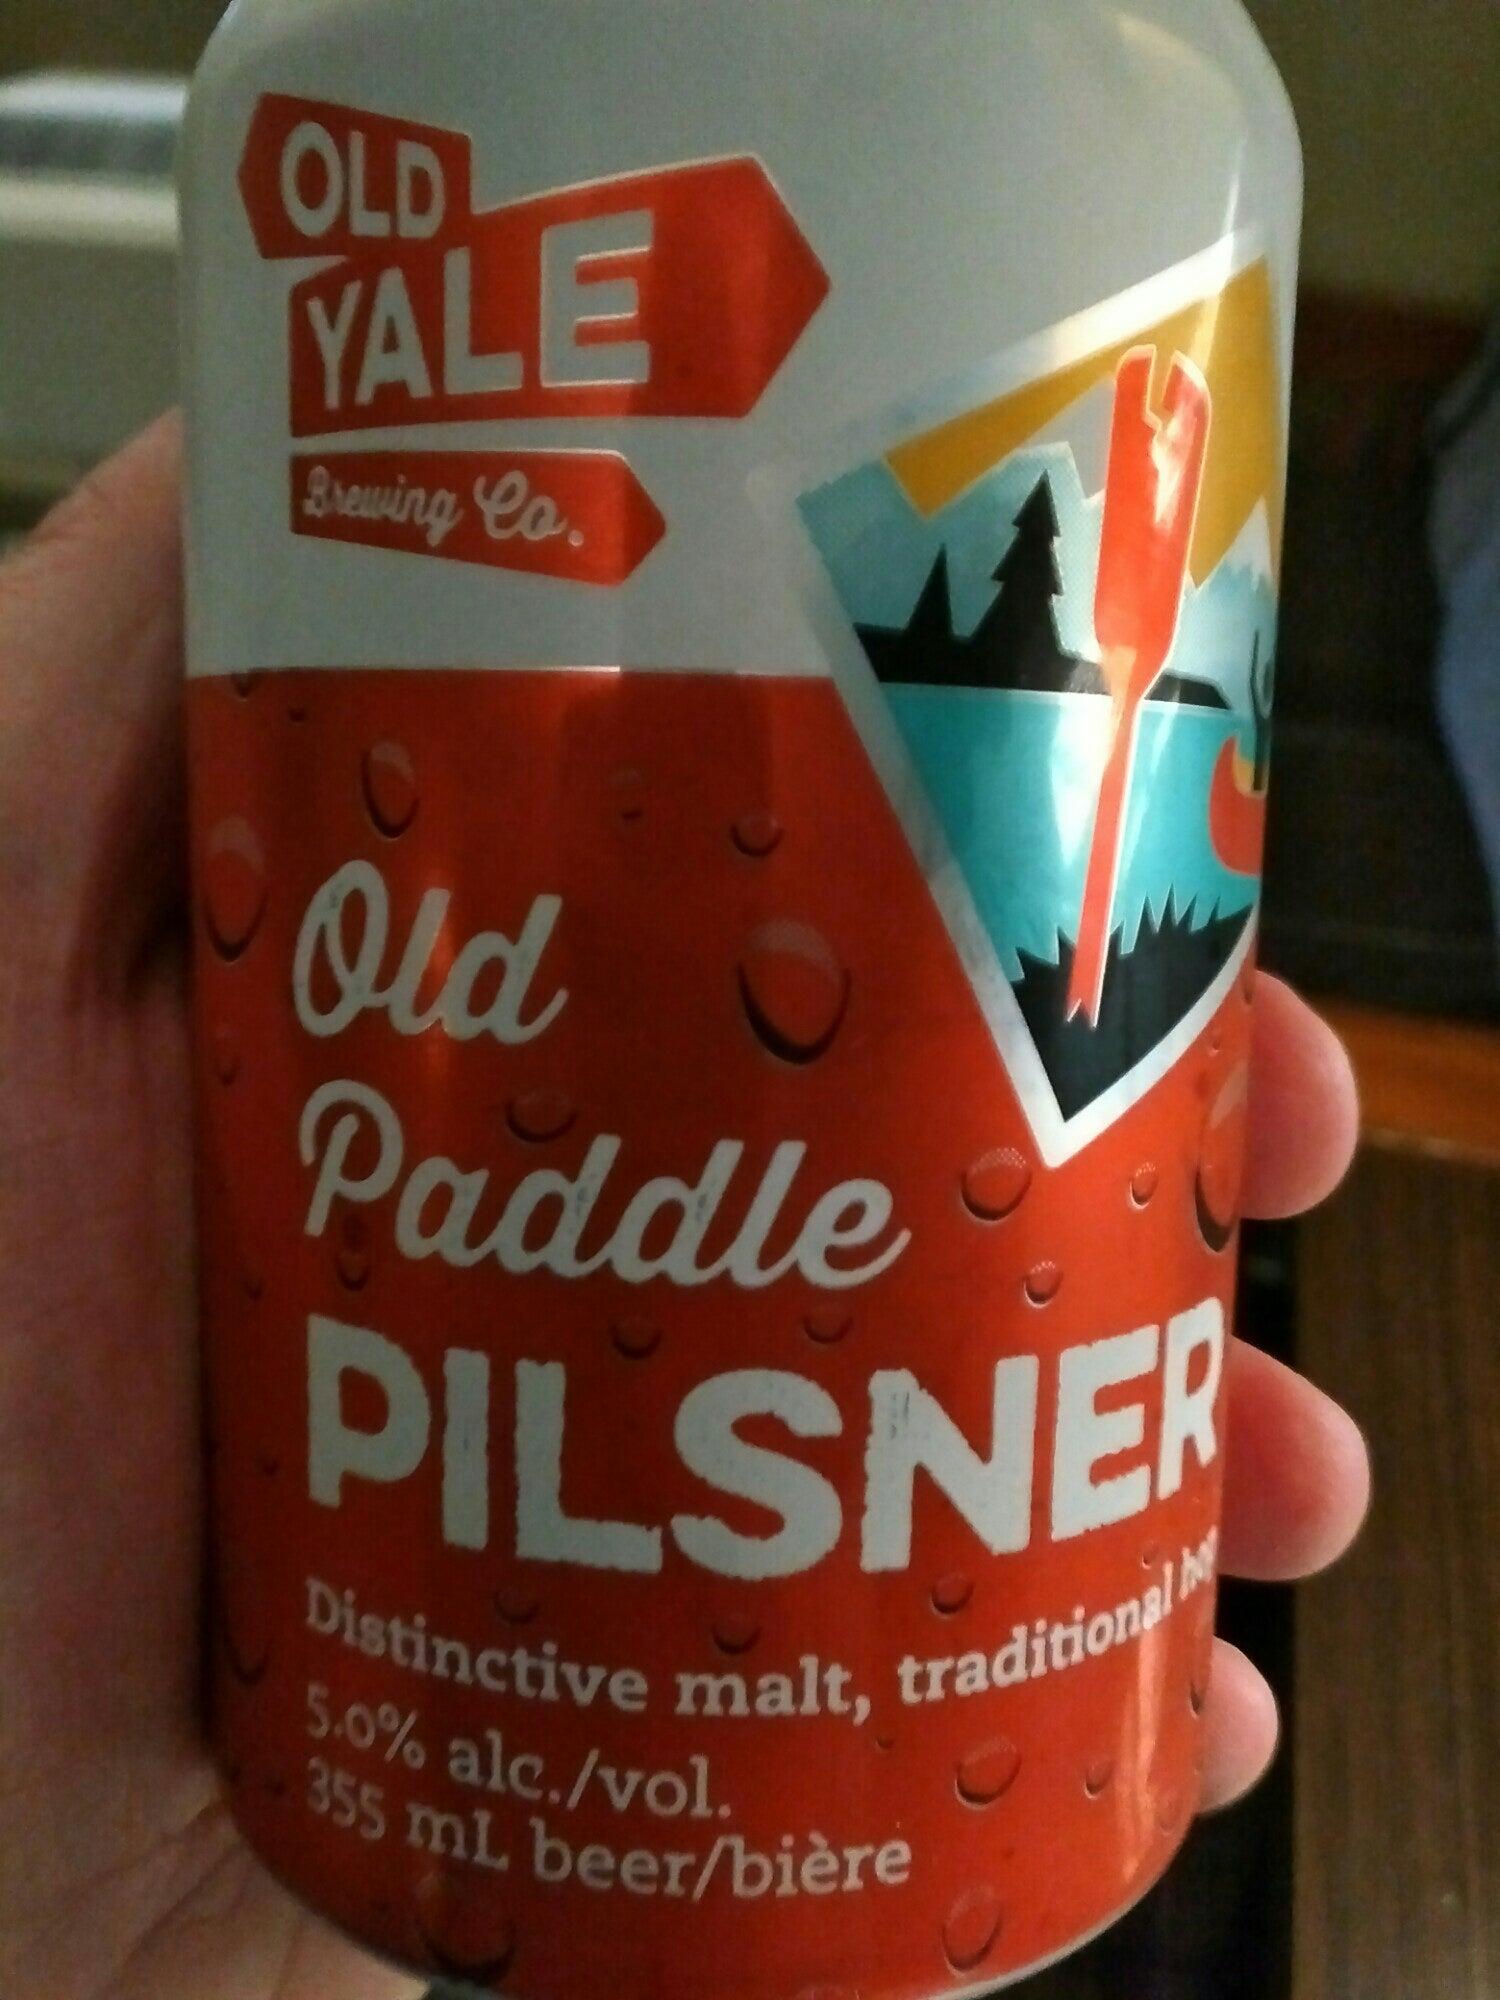 OLD
YALE
Brewing Co.
Old
Paddle
PILSNER
Distinctive malt, traditional
5.0% alc./vol.
355 mL beer/bière